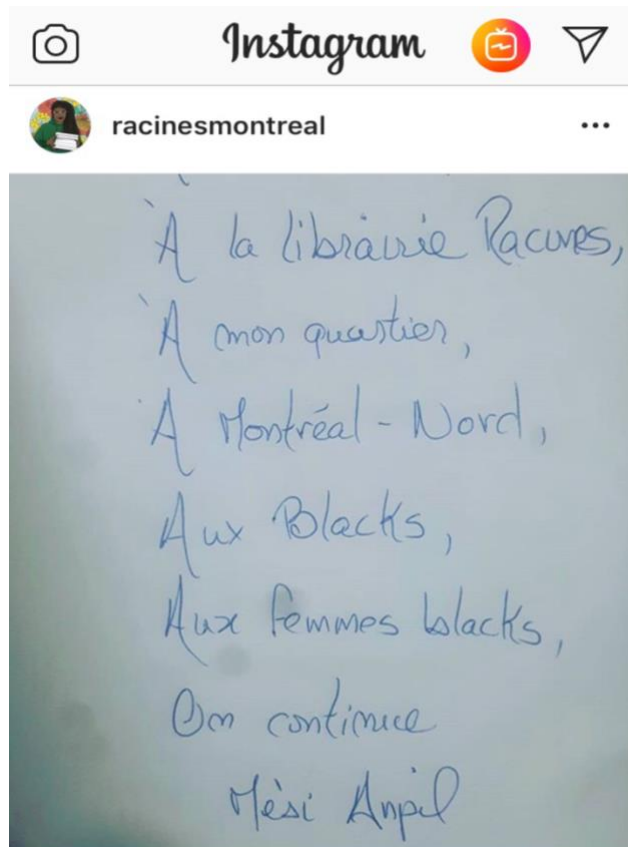 Instagram
racinesmontreal
À la librairie Racines,
À mon quartier,
À Montréal-Nord,
Aux Blacks,
Aux femmes blacks,
On continue
Mèsi Anpil